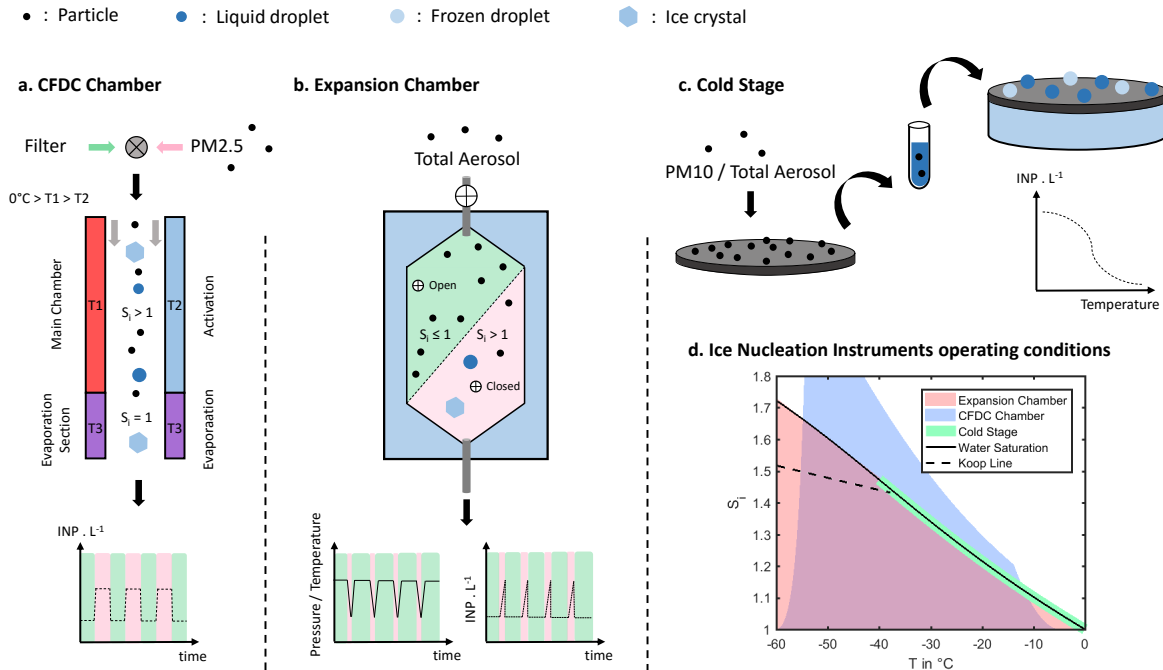 : Particle
: Liquid droplet
: Frozen droplet
: Ice crystal
a. CFDC Chamber
Filter
PM2.5
0°C > T1 > T2
Main Chamber
T1
Sᵢ > 1
T2
Activation
Evaporation
Section
T3
Sᵢ = 1
T3
Evaporaation
INP . L⁻¹
time
b. Expansion Chamber
Total Aerosol
Open
Sᵢ ≤ 1
Sᵢ > 1
Closed
Pressure / Temperature
time
INP . L⁻¹
time
c. Cold Stage
PM10 / Total Aerosol
INP . L⁻¹
Temperature
d. Ice Nucleation Instruments operating conditions
Expansion Chamber
CFDC Chamber
Cold Stage
Water Saturation
Koop Line
Sᵢ
1.8
1.7
1.6
1.5
1.4
1.3
1.2
1.1
1
-60
-50
-40
-30
-20
-10
0
T in °C